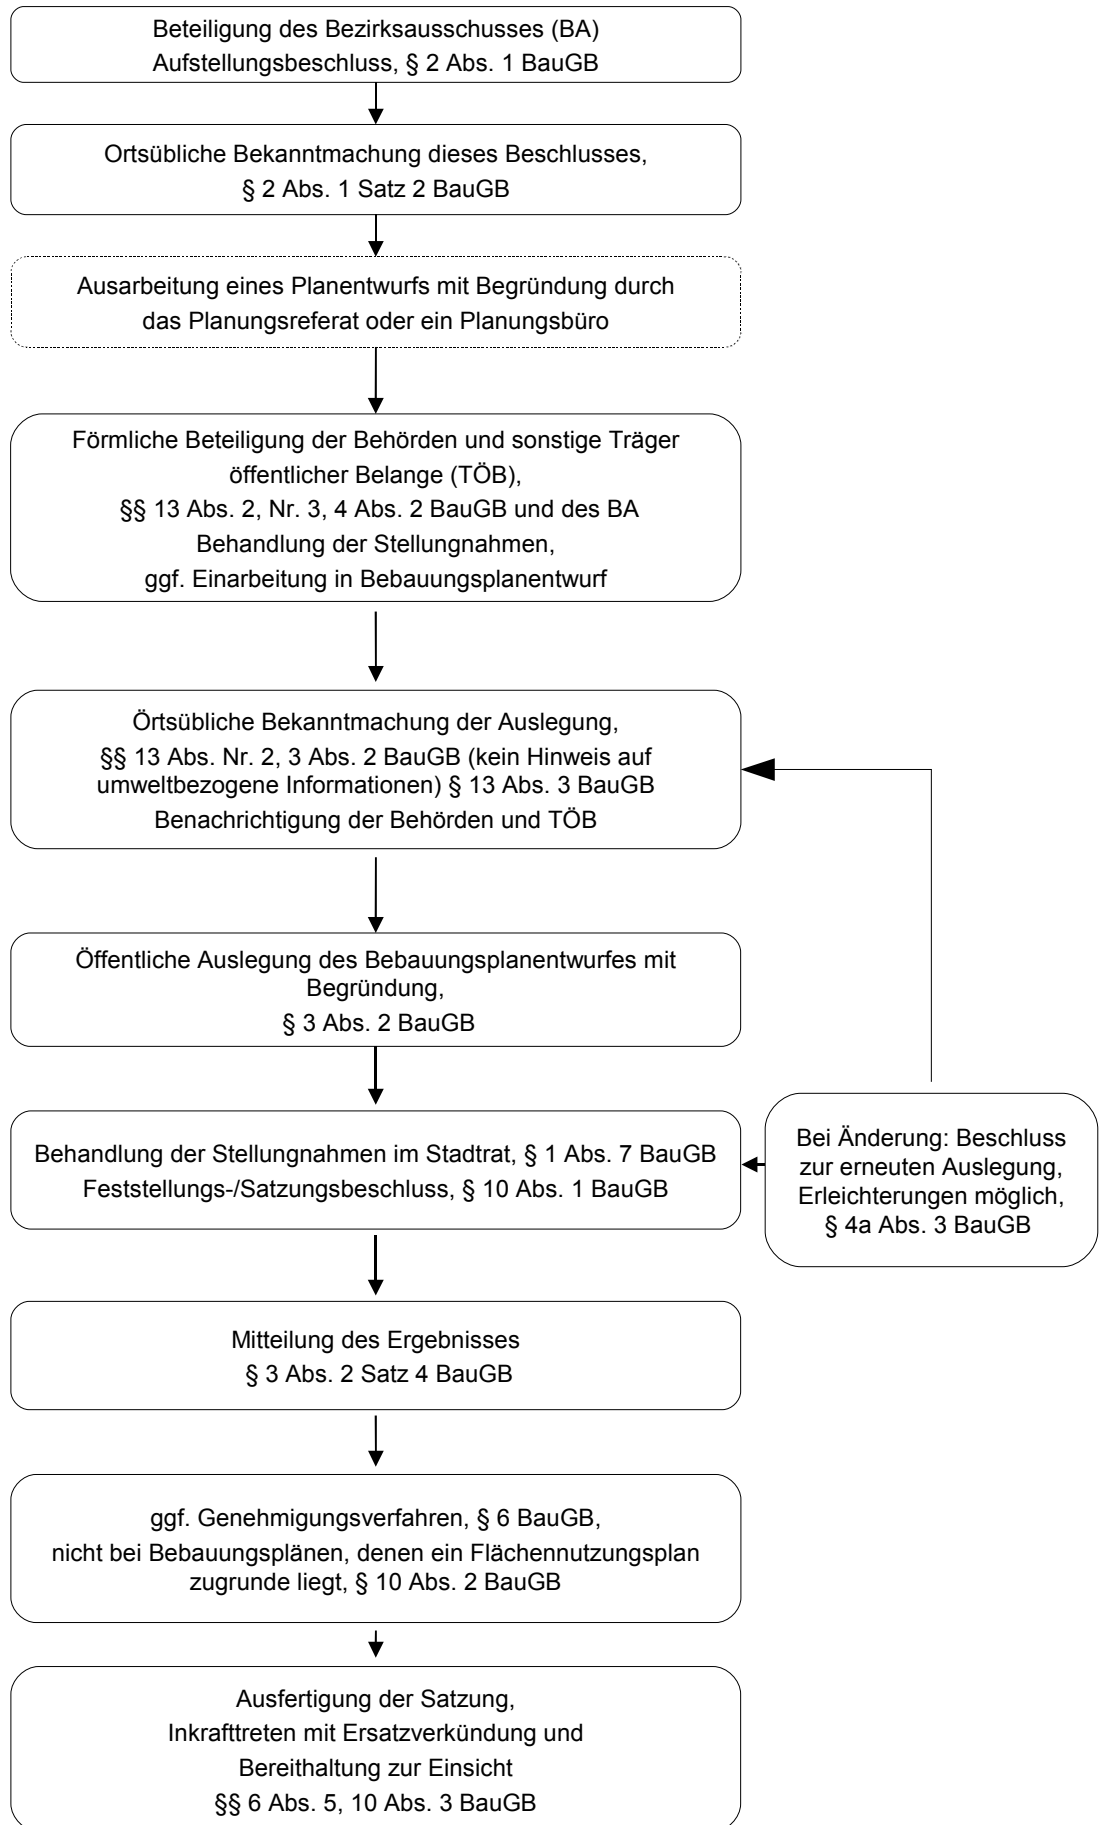 Beteiligung des Bezirksausschusses (BA)
Aufstellungsbeschluss, § 2 Abs. 1 BauGB
Ortsübliche Bekanntmachung dieses Beschlusses,
§ 2 Abs. 1 Satz 2 BauGB
Ausarbeitung eines Planentwurfs mit Begründung durch
das Planungsreferat oder ein Planungsbüro
Förmliche Beteiligung der Behörden und sonstige Träger
öffentlicher Belange (TÖB),
§§ 13 Abs. 2, Nr. 3, 4 Abs. 2 BauGB und des BA
Behandlung der Stellungnahmen,
ggf. Einarbeitung in Bebauungsplanentwurf
Örtsübliche Bekanntmachung der Auslegung,
§§ 13 Abs. Nr. 2, 3 Abs. 2 BauGB (kein Hinweis auf
umweltbezogene Informationen) § 13 Abs. 3 BauGB
Benachrichtigung der Behörden und TÖB
Öffentliche Auslegung des Bebauungsplanentwurfes mit
Begründung,
§ 3 Abs. 2 BauGB
Behandlung der Stellungnahmen im Stadtrat, § 1 Abs. 7 BauGB
Feststellungs-/Satzungsbeschluss, § 10 Abs. 1 BauGB
Bei Änderung: Beschluss
zur erneuten Auslegung,
Erleichterungen möglich,
§ 4a Abs. 3 BauGB
Mitteilung des Ergebnisses
§ 3 Abs. 2 Satz 4 BauGB
ggf. Genehmigungsverfahren, § 6 BauGB,
nicht bei Bebauungsplänen, denen ein Flächennutzungsplan
zugrunde liegt, § 10 Abs. 2 BauGB
Ausfertigung der Satzung,
Inkrafttreten mit Ersatzverkündung und
Bereithaltung zur Einsicht
§§ 6 Abs. 5, 10 Abs. 3 BauGB